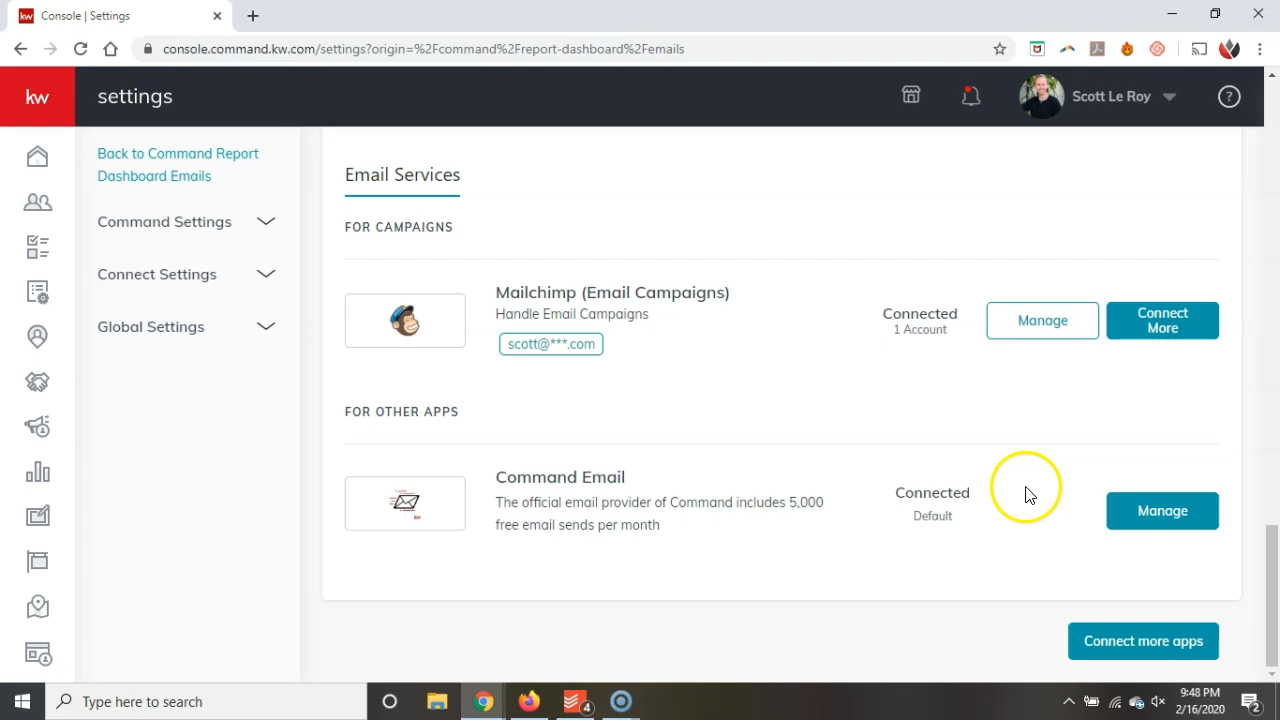 kw Console | Settings
console.command.kw.com/settings?origin=%2Fcommand%2Freport-dashboard%2Femails
kw settings Scott Le Roy ?
Back to Command Report
Dashboard Emails
Command Settings
Connect Settings
Global Settings
Email Services
FOR CAMPAIGNS
Mailchimp (Email Campaigns)
Handle Email Campaigns
scott@***.com
Connected
1 Account
Manage
Connect
More
FOR OTHER APPS
kw
Command Email
The official email provider of Command includes 5,000
free email sends per month
Connected
Default
Manage
Connect more apps
Type here to search
4
9:48 PM
2/16/2020
2